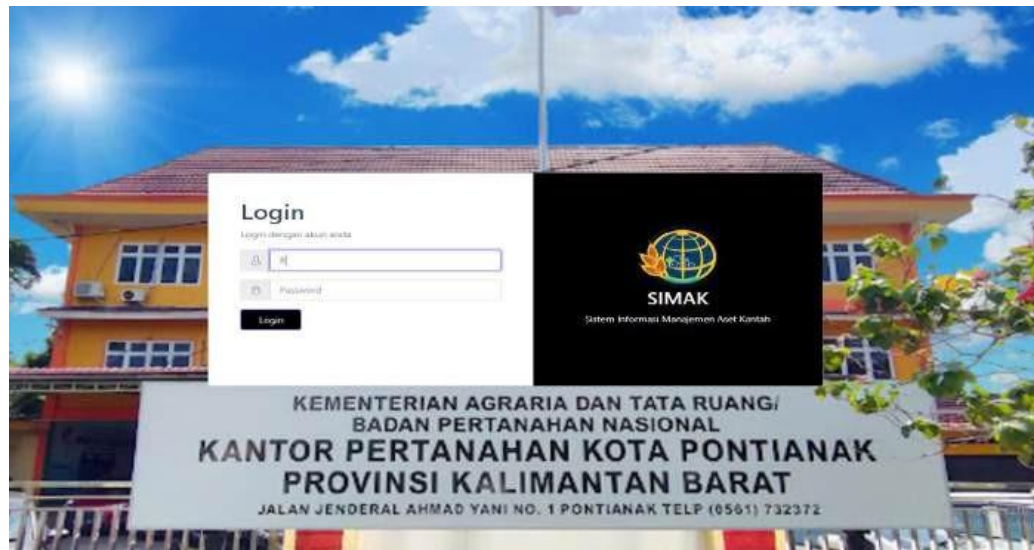 Login
Login dengan akun anda
Password
Login
SIMAK
Sistem Informasi Manajemen Aset Kantah
KEMENTERIAN AGRARIA DAN TATA RUANG/
BADAN PERTANAHAN NASIONAL
KANTOR PERTANAHAN KOTA PONTIANAK
PROVINSI KALIMANTAN BARAT
JALAN JENDERAL AHMAD YANI NO. 1 PONTIANAK TELP (0561) 732372